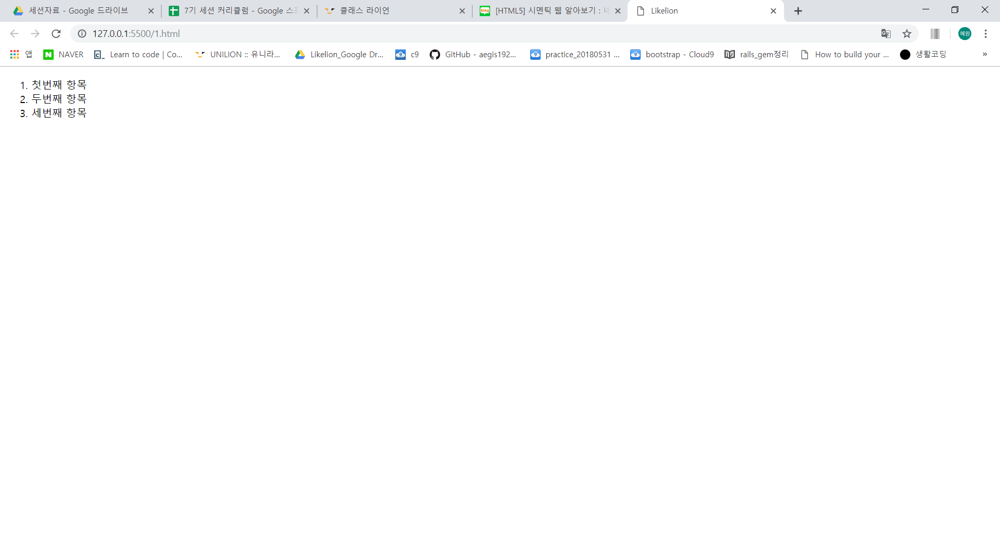 세션자료 - Google 드라이브
7기 세션 커리큘럼 - Google
클래스 라이언
[HTML5] 시멘틱 웹 알아보기 :
Likelion
127.0.0.1:5500/1.html
혜원
앱
NAVER
Learn to code | Co...
UNILION :: 유니라...
Likelion_Google Dr...
c9
GitHub - aegis192...
practice_20180531 ...
bootstrap - Cloud9
rails_gem정리
How to build your ...
생활코딩
»
1. 첫번째 항목
2. 두번째 항목
3. 세번째 항목